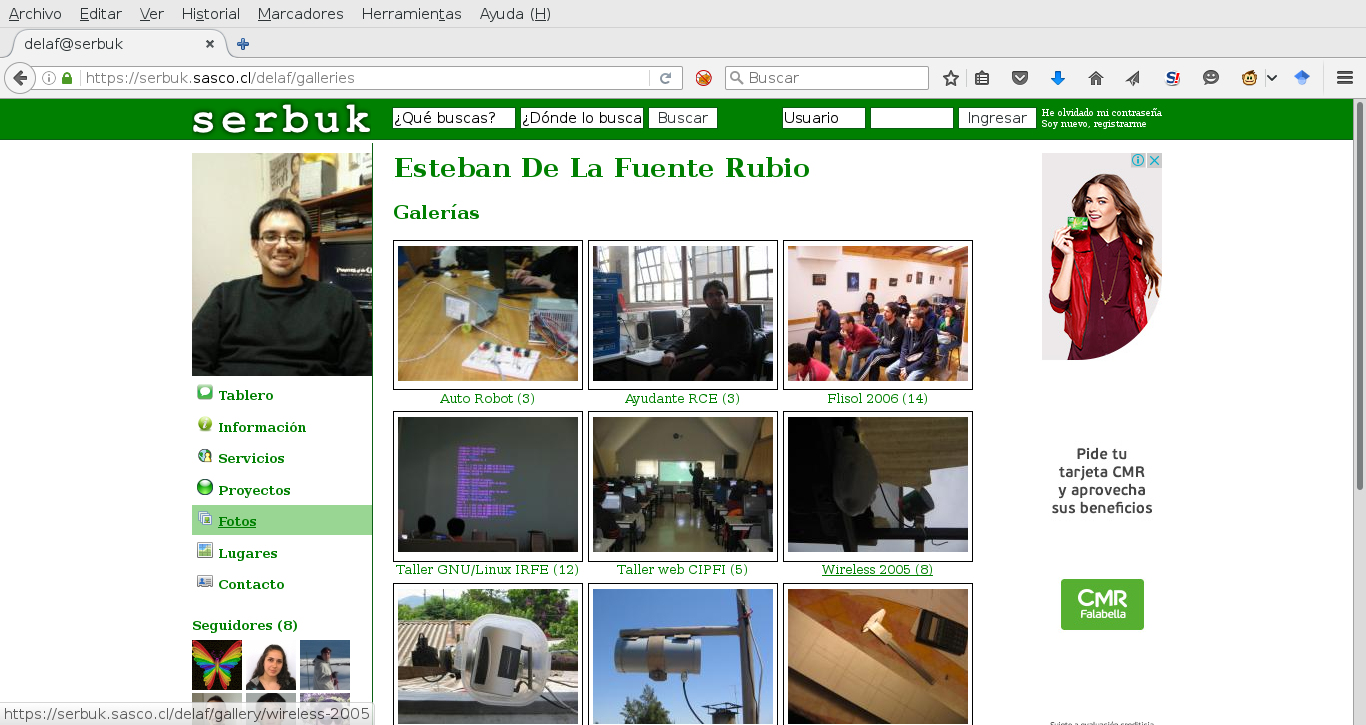 Archivo Editar Ver Historial Marcadores Herramientas Ayuda (H)
delaf@serbuk
https://serbuk.sasco.cl/delaf/galleries
Buscar
serbuk
¿Qué buscas?
¿Dónde lo busca
Buscar
Usuario
Ingresar
He olvidado mi contraseña
Soy nuevo, registrarme
Esteban De La Fuente Rubio
Galerías
Auto Robot (3)
Ayudante RCE (3)
Flisol 2006 (14)
Taller GNU/Linux IRFE (12)
Taller web CIPFI (5)
Wireless 2005 (8)
Tablero
Información
Servicios
Proyectos
Fotos
Lugares
Contacto
Seguidores (8)
Pide tu
tarjeta CMR
y aprovecha
sus beneficios
CMR
Falabella
https://serbuk.sasco.cl/delaf/gallery/wireless-2005